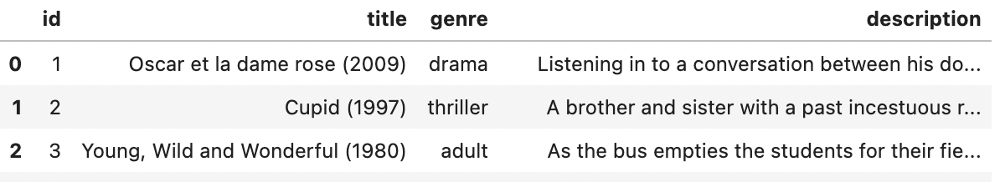 id title genre description
0 1 Oscar et la dame rose (2009) drama Listening in to a conversation between his do...
1 2 Cupid (1997) thriller A brother and sister with a past incestuous r...
2 3 Young, Wild and Wonderful (1980) adult As the bus empties the students for their fie...